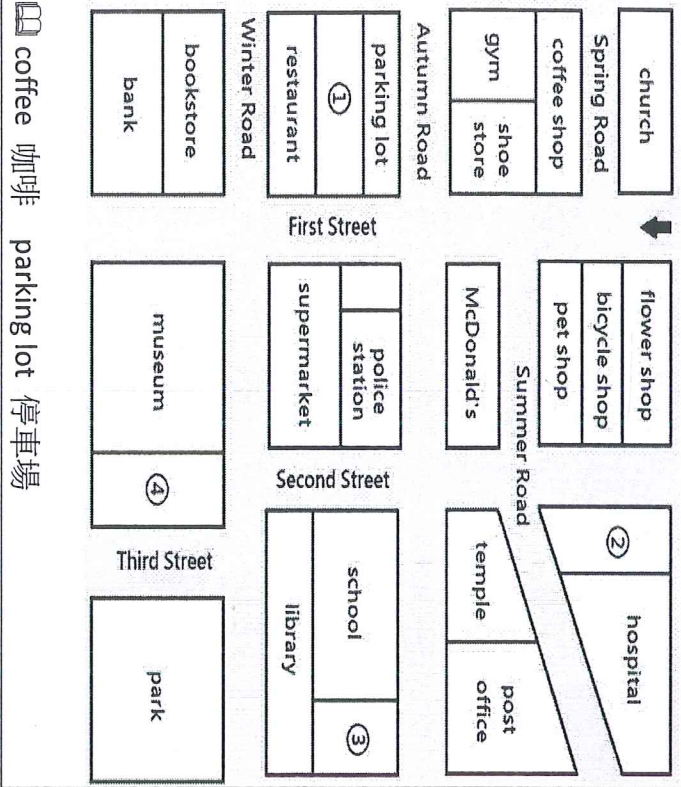 church
flower shop
②
hospital
bicycle shop
Spring Road
pet shop
coffee shop
Summer Road
gym
shoe
store
McDonald's
temple
post
office
Autumn Road
parking lot
police
station
school
③
①
First Street
Second Street
restaurant
supermarket
library
Winter Road
bookstore
museum
④
Third Street
park
bank
coffee 咖啡 parking lot 停車場